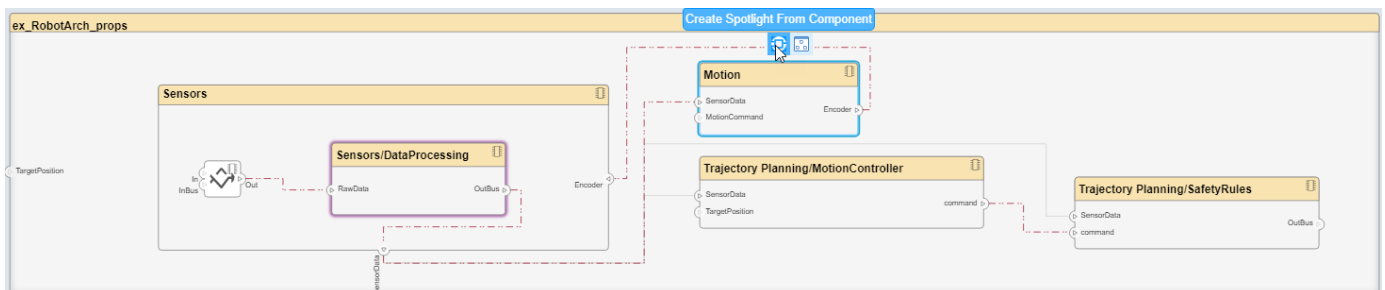 Create Spotlight From Component
ex_RobotArch_props
Motion
SensorData
MotionCommand
Encoder
Sensors
Sensors/DataProcessing
RawData
OutBus
In
InBus
Out
Encoder
TargetPosition
Trajectory Planning/MotionController
SensorData
TargetPosition
command
Trajectory Planning/SafetyRules
SensorData
command
OutBus